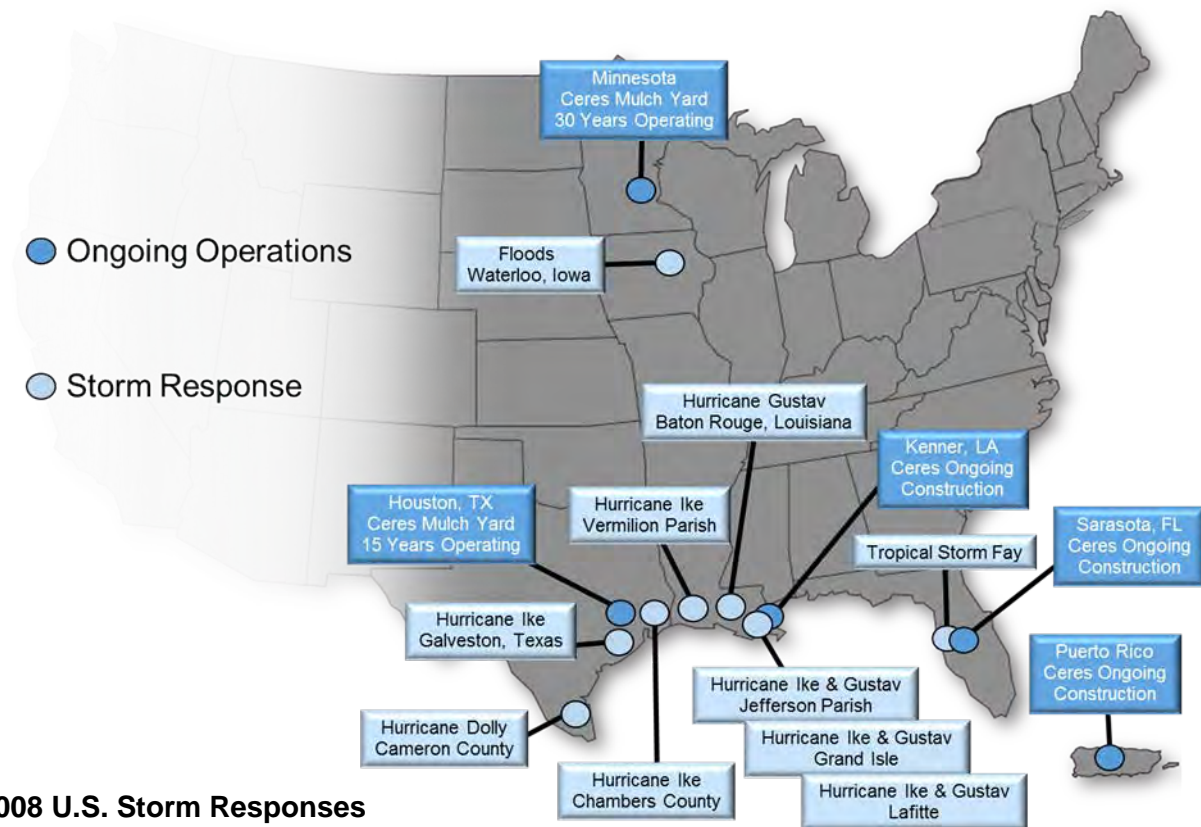 Minnesota
Ceres Mulch Yard
30 Years Operating
Ongoing Operations
Floods
Waterloo, Iowa
Storm Response
Hurricane Gustav
Baton Rouge, Louisiana
Kenner, LA
Ceres Ongoing
Construction
Houston, TX
Ceres Mulch Yard
15 Years Operating
Hurricane Ike
Vermilion Parish
Tropical Storm Fay
Sarasota, FL
Ceres Ongoing
Construction
Hurricane Ike
Galveston, Texas
Puerto Rico
Ceres Ongoing
Construction
Hurricane Ike & Gustav
Jefferson Parish
Hurricane Dolly
Cameron County
Hurricane Ike & Gustav
Grand Isle
Hurricane Ike
Chambers County
Hurricane Ike & Gustav
Lafitte
008 U.S. Storm Responses